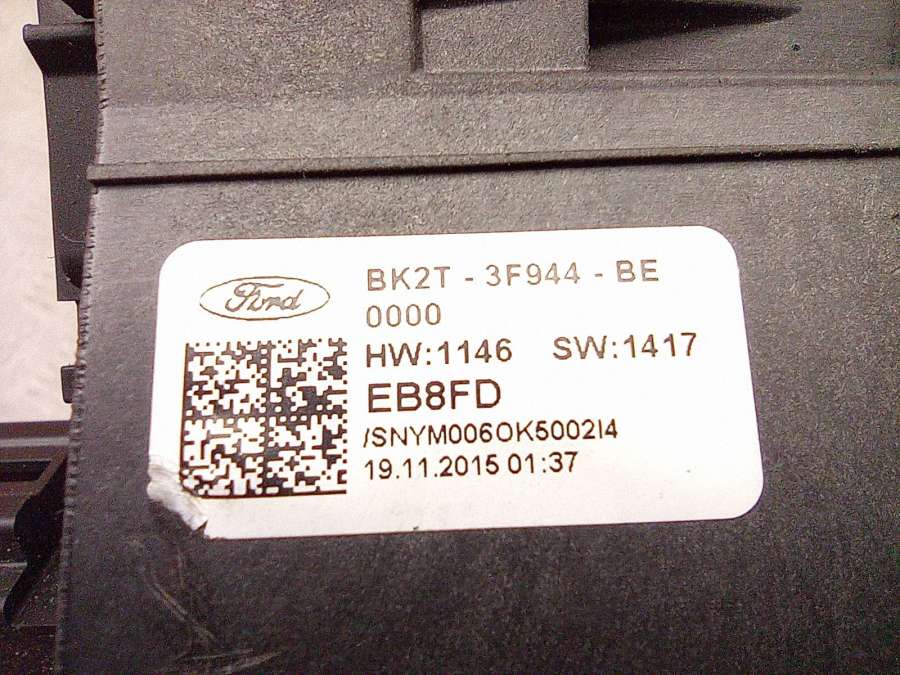 Ford
BK2T - 3F944 - BE
0000
HW:1146 SW:1417
EB8FD
/SNYM006OK5002I4
19.11.2015 01:37